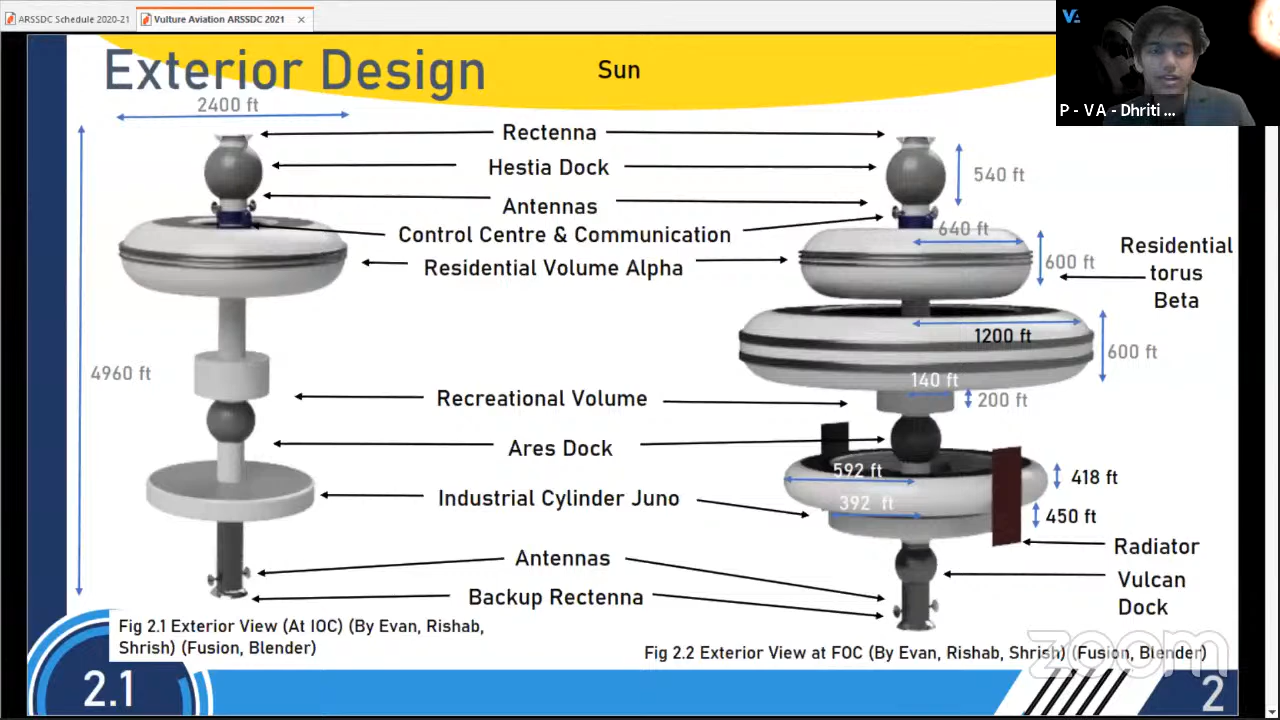 ARSSDC Schedule 2020-21
Vulture Aviation ARSSDC 2021
VA
P - V A - Dhriti ...
Exterior Design
Sun
2400 ft
4960 ft
Rectenna
Hestia Dock
Antennas
Control Centre & Communication
Residential Volume Alpha
Recreational Volume
Ares Dock
Industrial Cylinder Juno
Antennas
Backup Rectenna
540 ft
640 ft
600 ft
Residential
torus
Beta
1200 ft
600 ft
140 ft
200 ft
592 ft
418 ft
392 ft
450 ft
Radiator
Vulcan
Dock
Fig 2.1 Exterior View (At IOC) (By Evan, Rishab,
Shrish) (Fusion, Blender)
Fig 2.2 Exterior View at FOC (By Evan, Rishab, Shrish) (Fusion, Blender)
zoom
2.1
2